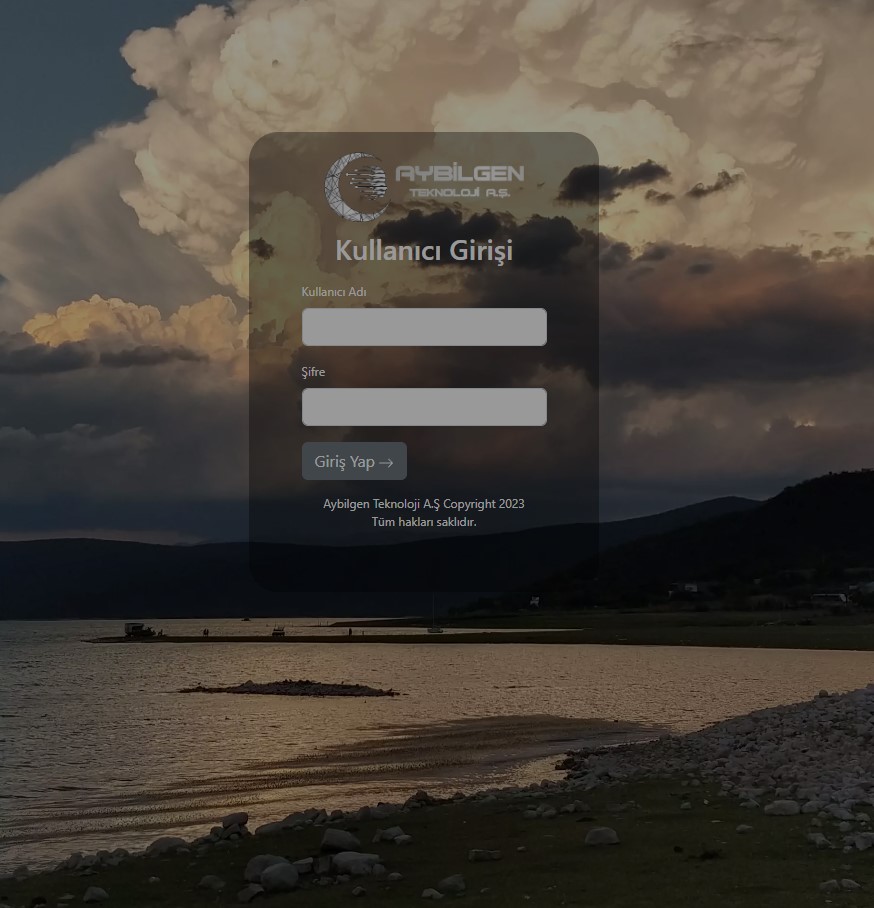 AYBİLGEN
TEKNOLOJİ A.Ş.
Kullanıcı Girişi
Kullanıcı Adı
Şifre
Giriş Yap →
Aybilgen Teknoloji A.Ş Copyright 2023
Tüm hakları saklıdır.